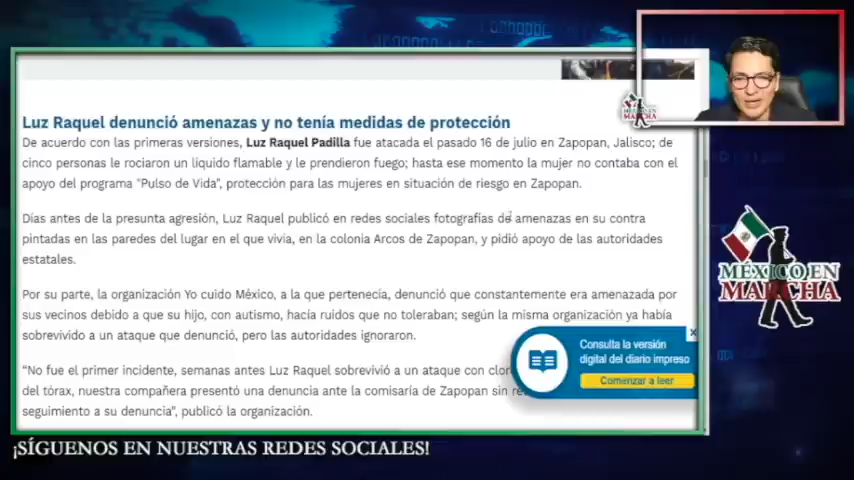 Luz Raquel denunció amenazas y no tenía medidas de protección
De acuerdo con las primeras versiones, Luz Raquel Padilla fue atacada el pasado 16 de julio en Zapopan, Jalisco; de
cinco personas le rociaron un líquido flamable y le prendieron fuego; hasta ese momento la mujer no contaba con el
apoyo del programa "Pulso de Vida", protección para las mujeres en situación de riesgo en Zapopan.
Días antes de la presunta agresión, Luz Raquel publicó en redes sociales fotografías de amenazas en su contra
pintadas en las paredes del lugar en el que vivía, en la colonia Arcos de Zapopan, y pidió apoyo de las autoridades
estatales.
Por su parte, la organización Yo cuido México, a la que pertenecía, denunció que constantemente era amenazada por
sus vecinos debido a que su hijo, con autismo, hacía ruidos que no toleraban; según la misma organización ya había
sobrevivido a un ataque que denunció, pero las autoridades ignoraron.
"No fue el primer incidente, semanas antes Luz Raquel sobrevivió a un ataque con clor
del tórax, nuestra compañera presentó una denuncia ante la comisaría de Zapopan sin
seguimiento a su denuncia", publicó la organización.
x
Consulta la versión
digital del diario impreso
Comenzar a leer
MÉXICO EN
MARCHA
MÉXICO EN
MARCHA
¡SÍGUENOS EN NUESTRAS REDES SOCIALES!